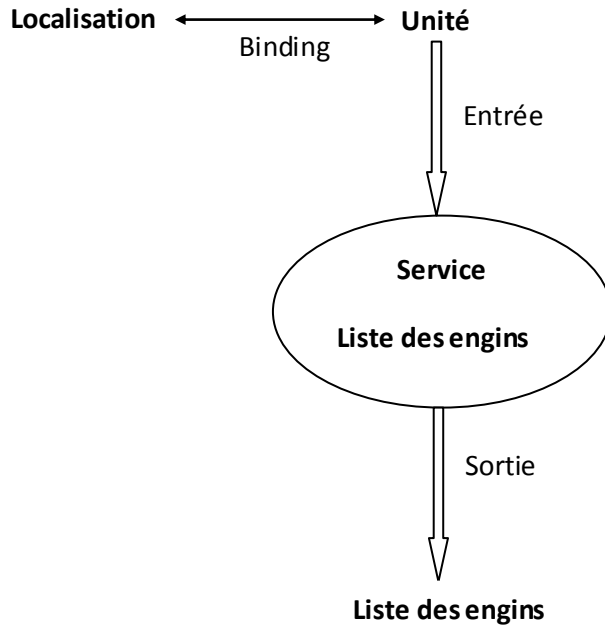 Localisation
Unité
Binding
Entrée
Service
Liste des engins
Sortie
Liste des engins